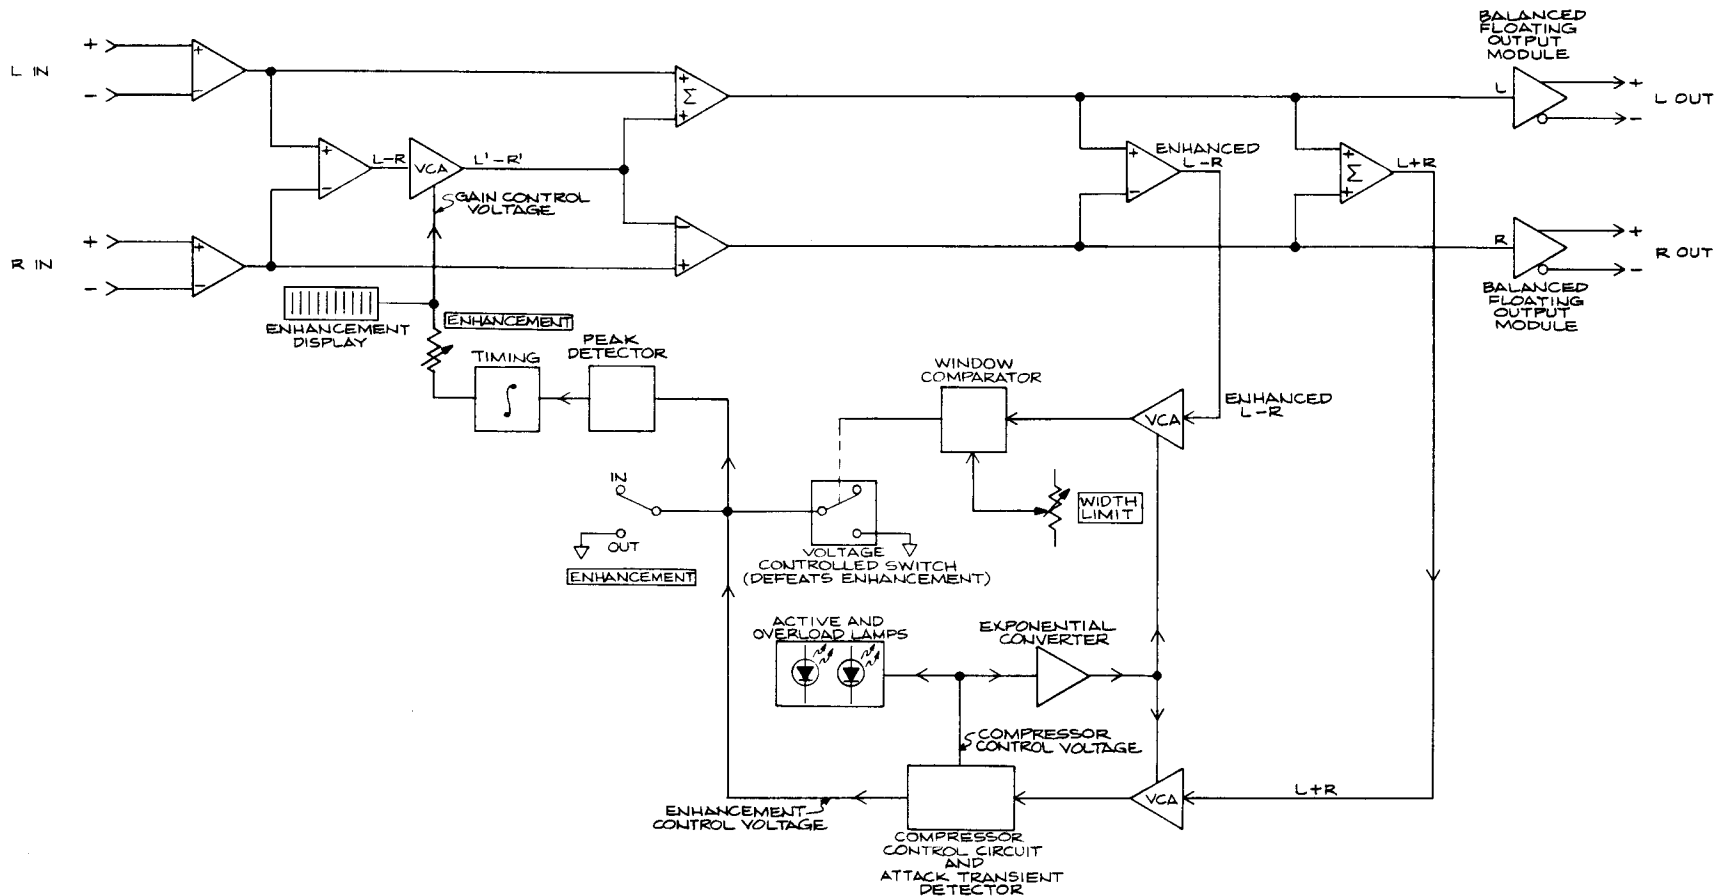 BALANCED
FLOATING
OUTPUT
MODULE
+
L IN
-
+
-
+
+
Σ
L
+
L OUT
-
+
-
L-R
VCA
L'-R'
GAIN CONTROL
VOLTAGE
+
-
ENHANCED
L-R
+
+
Σ
L+R
+
R IN
-
+
-
-
+
R
+
R OUT
-
BALANCED
FLOATING
OUTPUT
MODULE
ENHANCEMENT
DISPLAY
ENHANCEMENT
TIMING
∫
PEAK
DETECTOR
WINDOW
COMPARATOR
VCA
ENHANCED
L-R
IN
OUT
ENHANCEMENT
WIDTH
LIMIT
VOLTAGE
CONTROLLED SWITCH
(DEFEATS ENHANCEMENT)
ACTIVE AND
OVERLOAD LAMPS
EXPONENTIAL
CONVERTER
COMPRESSOR
CONTROL VOLTAGE
ENHANCEMENT
CONTROL VOLTAGE
VCA
L+R
COMPRESSOR
CONTROL CIRCUIT
AND
ATTACK TRANSIENT
DETECTOR